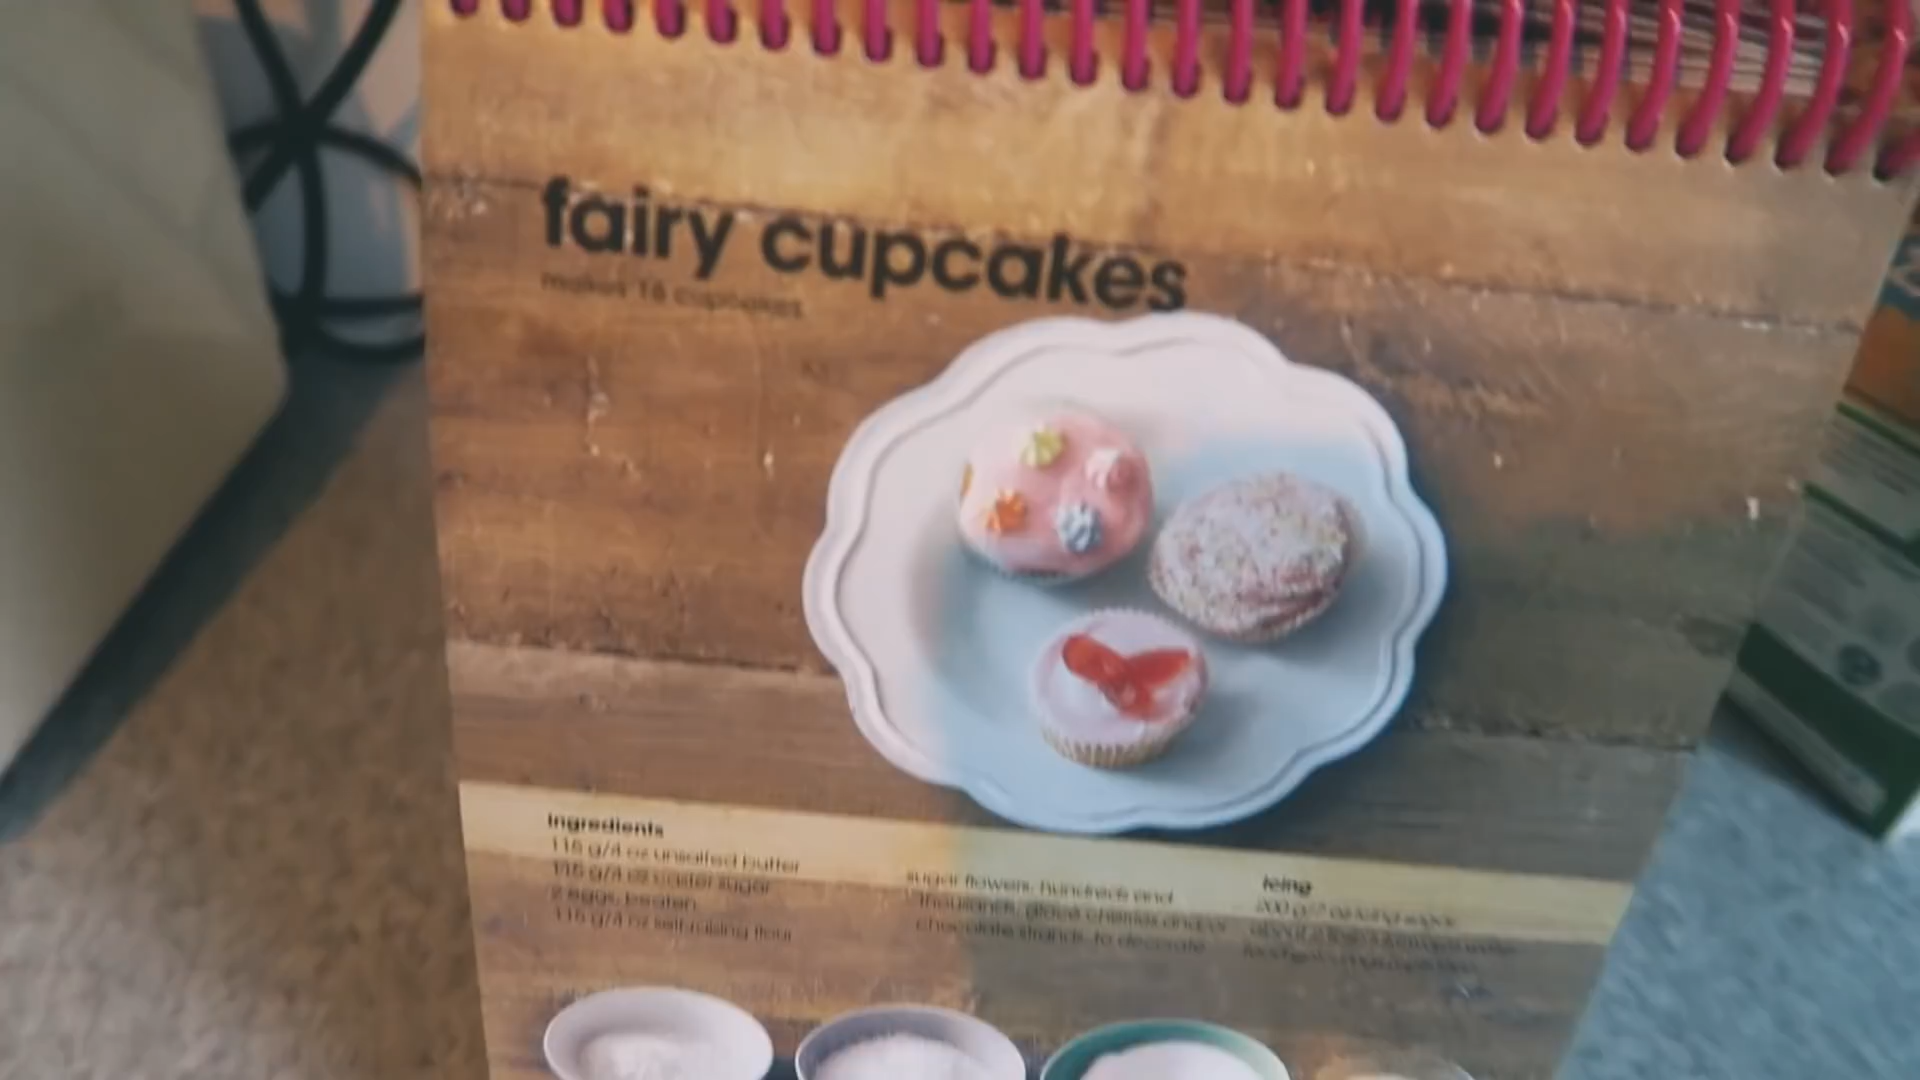 fairy cupcakes
makes 16 cupcakes
Ingredients
115 g/4 oz unsalted butter
115 g/4 oz caster sugar
2 eggs, beaten
115 g/4 oz self-raising flour
sugar flowers, hundreds and
thousands, glacé cherries and/or
chocolate strands, to decorate
Icing
200 g/7 oz icing sugar